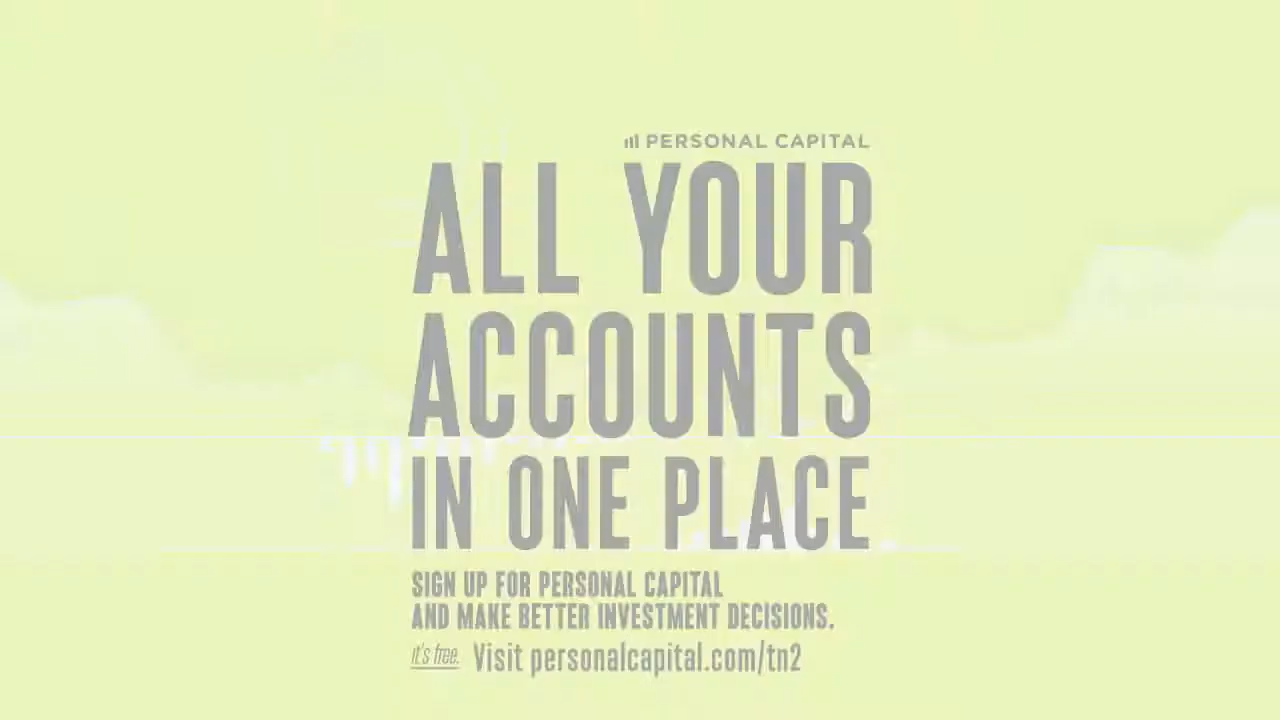 PERSONAL CAPITAL
ALL YOUR
ACCOUNTS
IN ONE PLACE
SIGN UP FOR PERSONAL CAPITAL
AND MAKE BETTER INVESTMENT DECISIONS.
it's free. Visit personalcapital.com/tn2